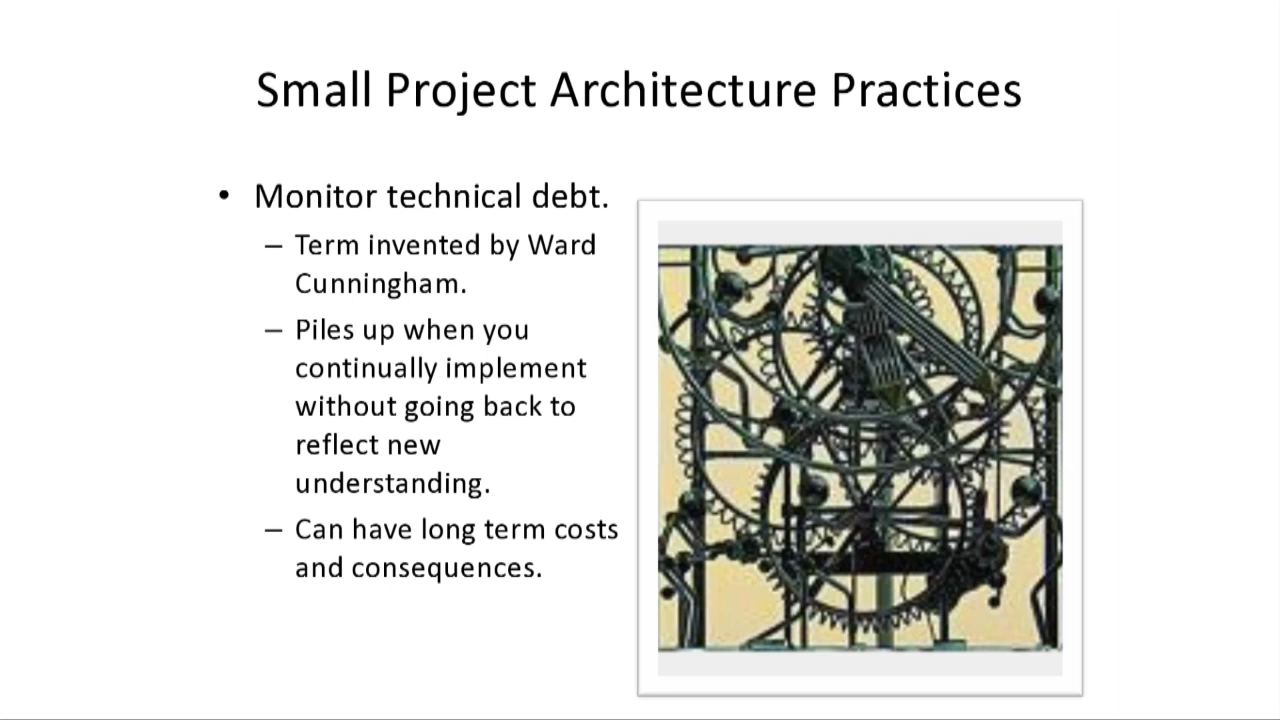 Small Project Architecture Practices
• Monitor technical debt.
– Term invented by Ward
Cunningham.
– Piles up when you
continually implement
without going back to
reflect new
understanding.
– Can have long term costs
and consequences.